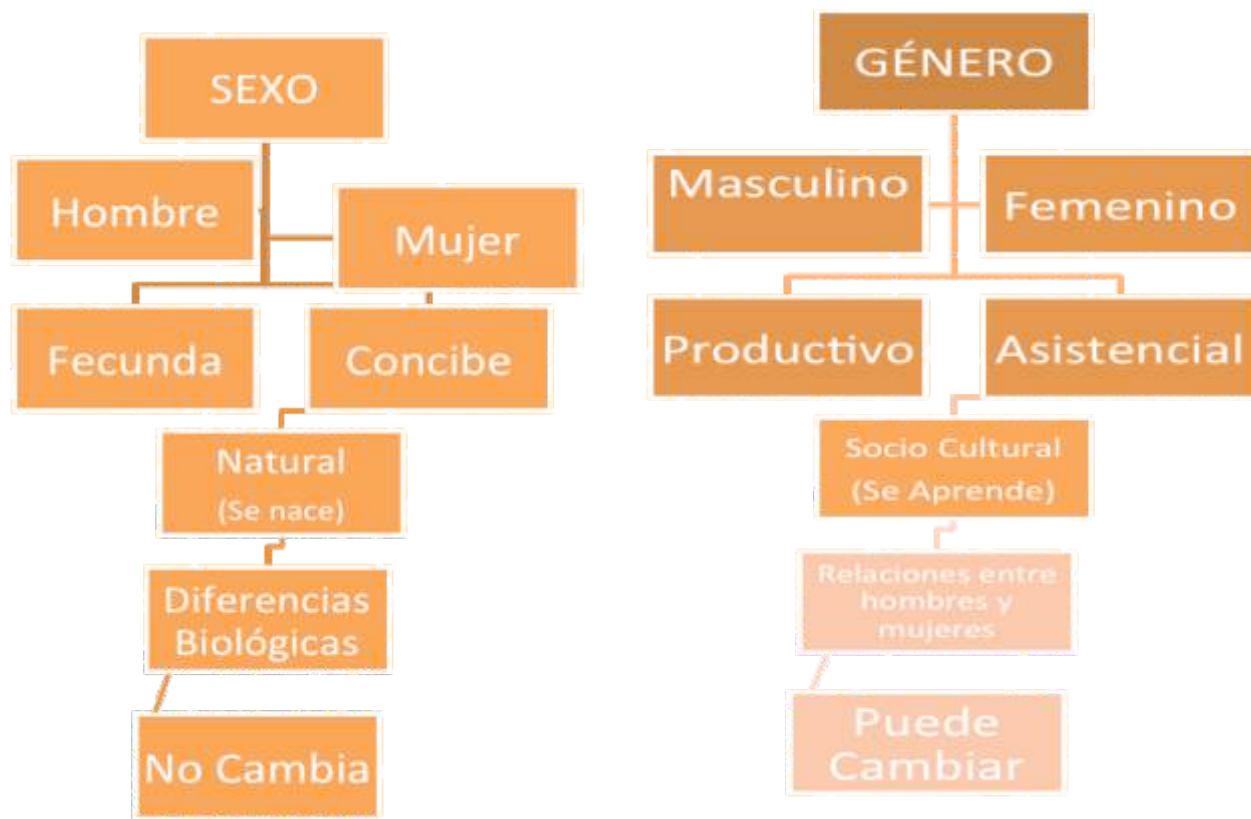 SEXO
Hombre
Mujer
Fecunda
Concibe
Natural
(Se nace)
Diferencias
Biológicas
No Cambia
GÉNERO
Masculino
Femenino
Productivo
Asistencial
Socio Cultural
(Se Aprende)
Relaciones entre
hombres y
mujeres
Puede
Cambiar